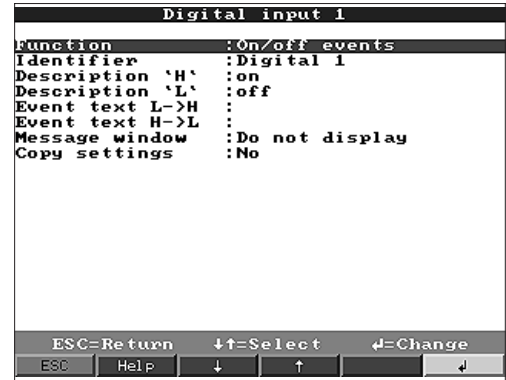 Digital input 1
Function :On/off events
Identifier :Digital 1
Description 'H' :on
Description 'L' :off
Event text L->H :
Event text H->L :
Message window :Do not display
Copy settings :No
ESC=Return ↓↑=Select ↲=Change
ESC Help ↓ ↑ ↲